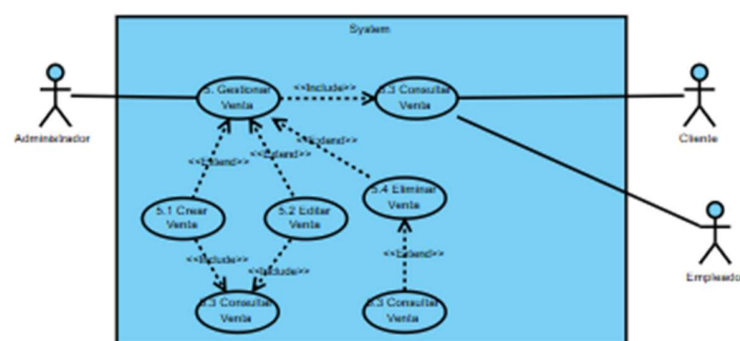 System
5. Gestionar
Venta
<<Include>>
5.3 Consultar
Venta
Administrador
Cliente
<<Extend>>
<<Extend>>
<<Extend>>
5.4 Eliminar
Venta
5.1 Crear
Venta
5.2 Editar
Venta
<<Include>>
<<Include>>
<<Extend>>
Empleado
5.3 Consultar
Venta
5.3 Consultar
Venta